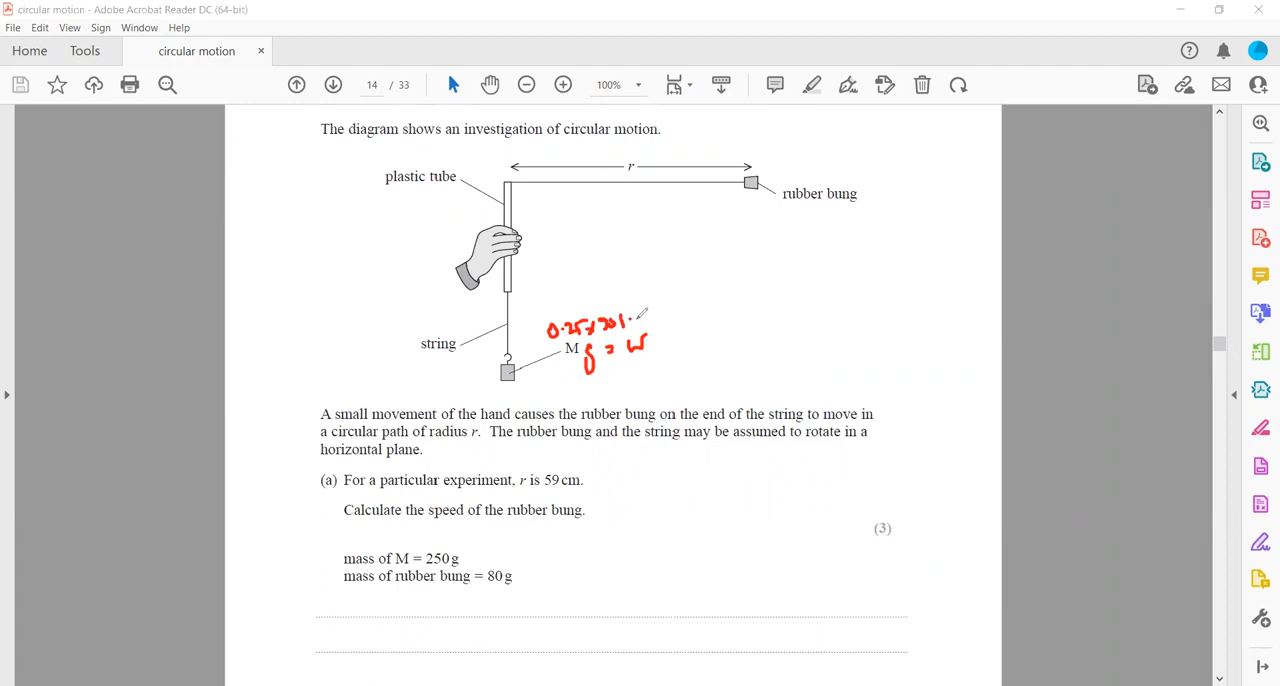 circular motion - Adobe Acrobat Reader DC (64-bit)
File Edit View Sign Window Help
Home Tools circular motion ×
14 / 33 100%
The diagram shows an investigation of circular motion.
r
plastic tube
rubber bung
string
M g = W
A small movement of the hand causes the rubber bung on the end of the string to move in
a circular path of radius r. The rubber bung and the string may be assumed to rotate in a
horizontal plane.
(a) For a particular experiment, r is 59 cm.
Calculate the speed of the rubber bung.
(3)
mass of M = 250 g
mass of rubber bung = 80 g